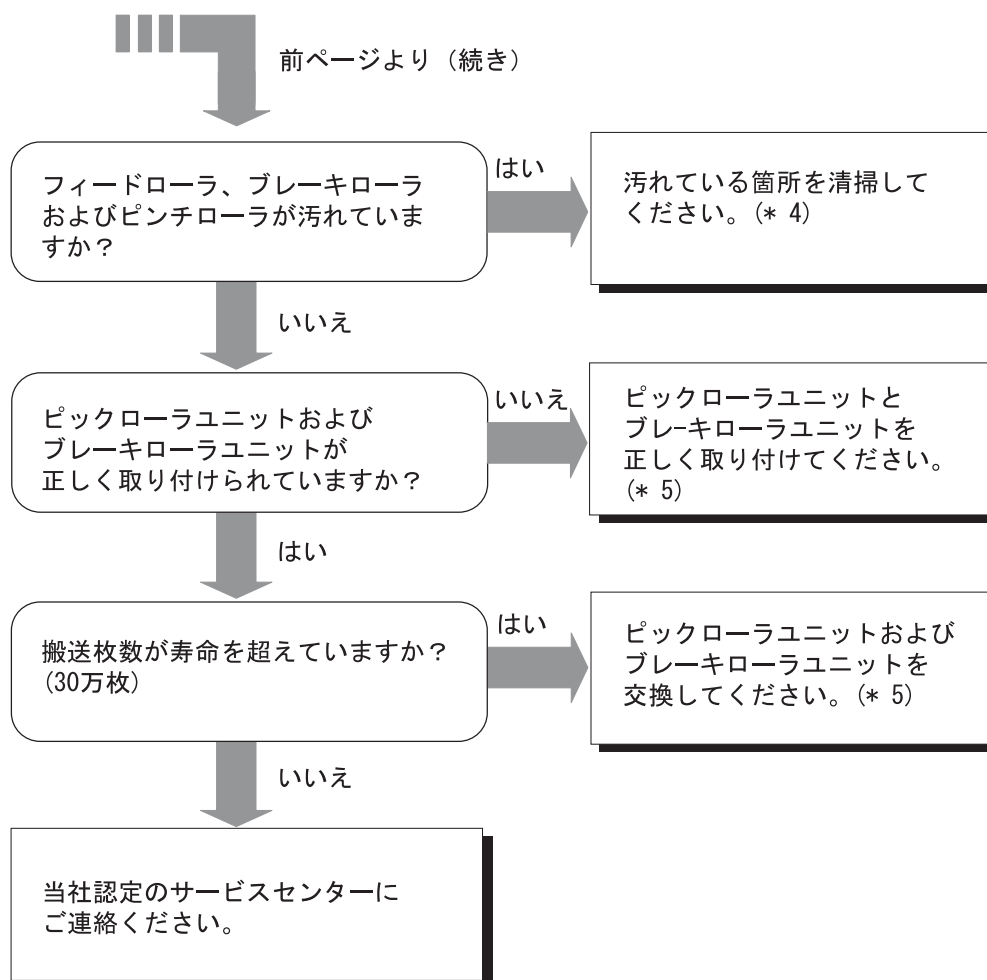 前ページより（続き）
フィードローラ、ブレーキローラ
およびピンチローラが汚れていま
すか？
はい
汚れている箇所を清掃して
ください。(* 4)
いいえ
ピックローラユニットおよび
ブレーキローラユニットが
正しく取り付けられていますか？
いいえ
ピックローラユニットと
ブレ-キローラユニットを
正しく取り付けてください。
(* 5)
はい
搬送枚数が寿命を超えていますか？
(30万枚)
はい
ピックローラユニットおよび
ブレーキローラユニットを
交換してください。(* 5)
いいえ
当社認定のサービスセンターに
ご連絡ください。